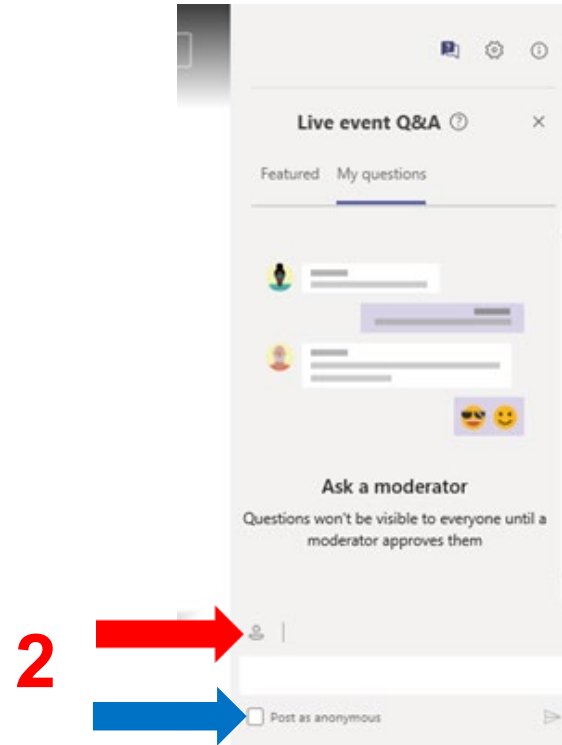 Live event Q&A
Featured My questions
Ask a moderator
Questions won't be visible to everyone until a
moderator approves them
2
Post as anonymous